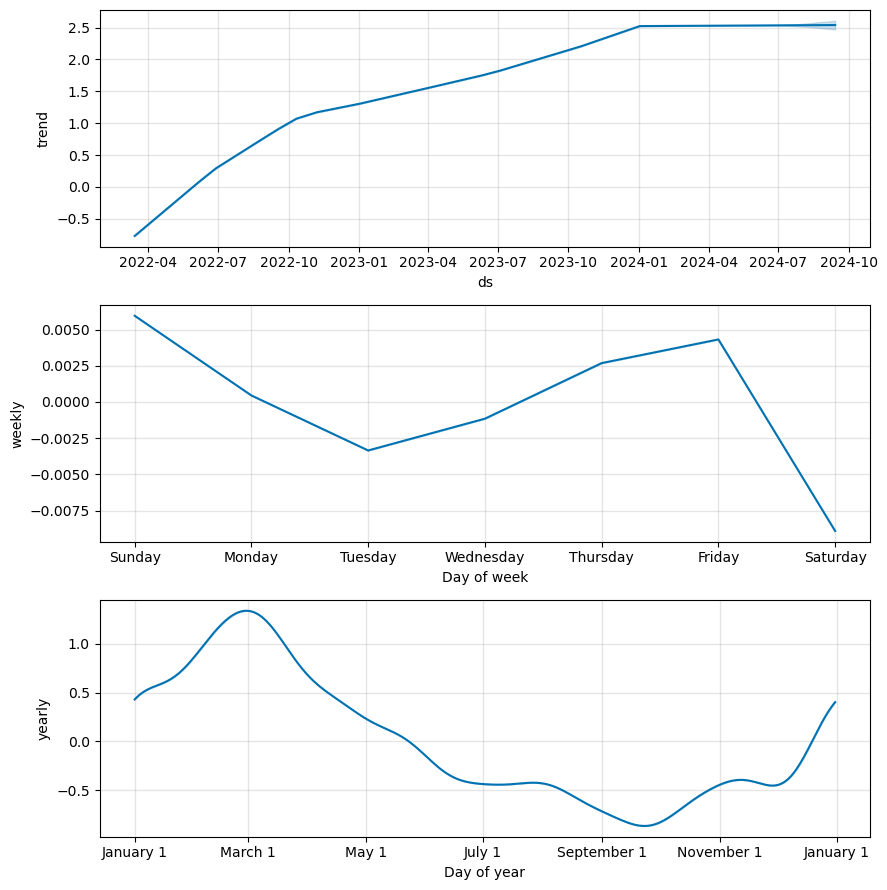 2.5
2.0
1.5
1.0
0.5
0.0
−0.5
trend
2022-04 2022-07 2022-10 2023-01 2023-04 2023-07 2023-10 2024-01 2024-04 2024-07 2024-10
ds
0.0050
0.0025
0.0000
−0.0025
−0.0050
−0.0075
weekly
Sunday Monday Tuesday Wednesday Thursday Friday Saturday
Day of week
1.0
0.5
0.0
−0.5
yearly
January 1 March 1 May 1 July 1 September 1 November 1 January 1
Day of year